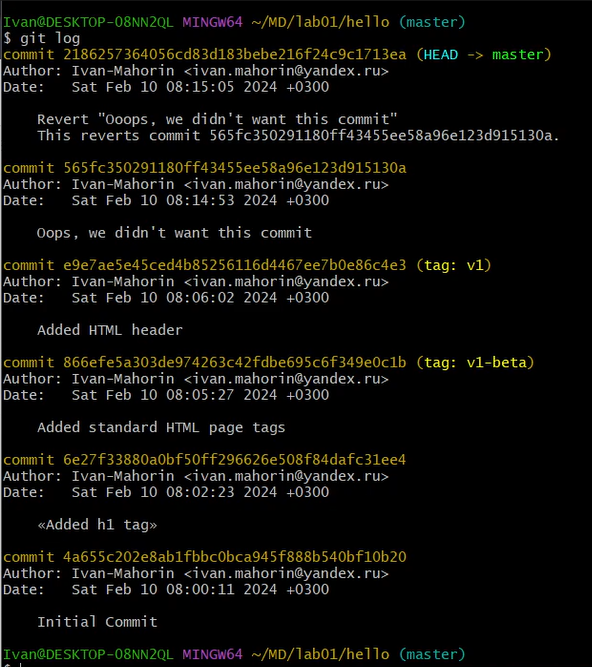 Ivan@DESKTOP-08NN2QL MINGW64 ~/MD/lab01/hello (master)
$ git log
commit 2186257364056cd83d183bebe216f24c9c1713ea (HEAD -> master)
Author: Ivan-Mahorin <ivan.mahorin@yandex.ru>
Date:   Sat Feb 10 08:15:05 2024 +0300
Revert "Ooops, we didn't want this commit"
This reverts commit 565fc350291180ff43455ee58a96e123d915130a.
commit 565fc350291180ff43455ee58a96e123d915130a
Author: Ivan-Mahorin <ivan.mahorin@yandex.ru>
Date:   Sat Feb 10 08:14:53 2024 +0300
Oops, we didn't want this commit
commit e9e7ae5e45ced4b85256116d4467ee7b0e86c4e3 (tag: v1)
Author: Ivan-Mahorin <ivan.mahorin@yandex.ru>
Date:   Sat Feb 10 08:06:02 2024 +0300
Added HTML header
commit 866efe5a303de974263c42fdbe695c6f349e0c1b (tag: v1-beta)
Author: Ivan-Mahorin <ivan.mahorin@yandex.ru>
Date:   Sat Feb 10 08:05:27 2024 +0300
Added standard HTML page tags
commit 6e27f33880a0bf50ff296626e508f84dafc31ee4
Author: Ivan-Mahorin <ivan.mahorin@yandex.ru>
Date:   Sat Feb 10 08:02:23 2024 +0300
«Added h1 tag»
commit 4a655c202e8ab1fbbc0bca945f888b540bf10b20
Author: Ivan-Mahorin <ivan.mahorin@yandex.ru>
Date:   Sat Feb 10 08:00:11 2024 +0300
Initial Commit
Ivan@DESKTOP-08NN2QL MINGW64 ~/MD/lab01/hello (master)
$